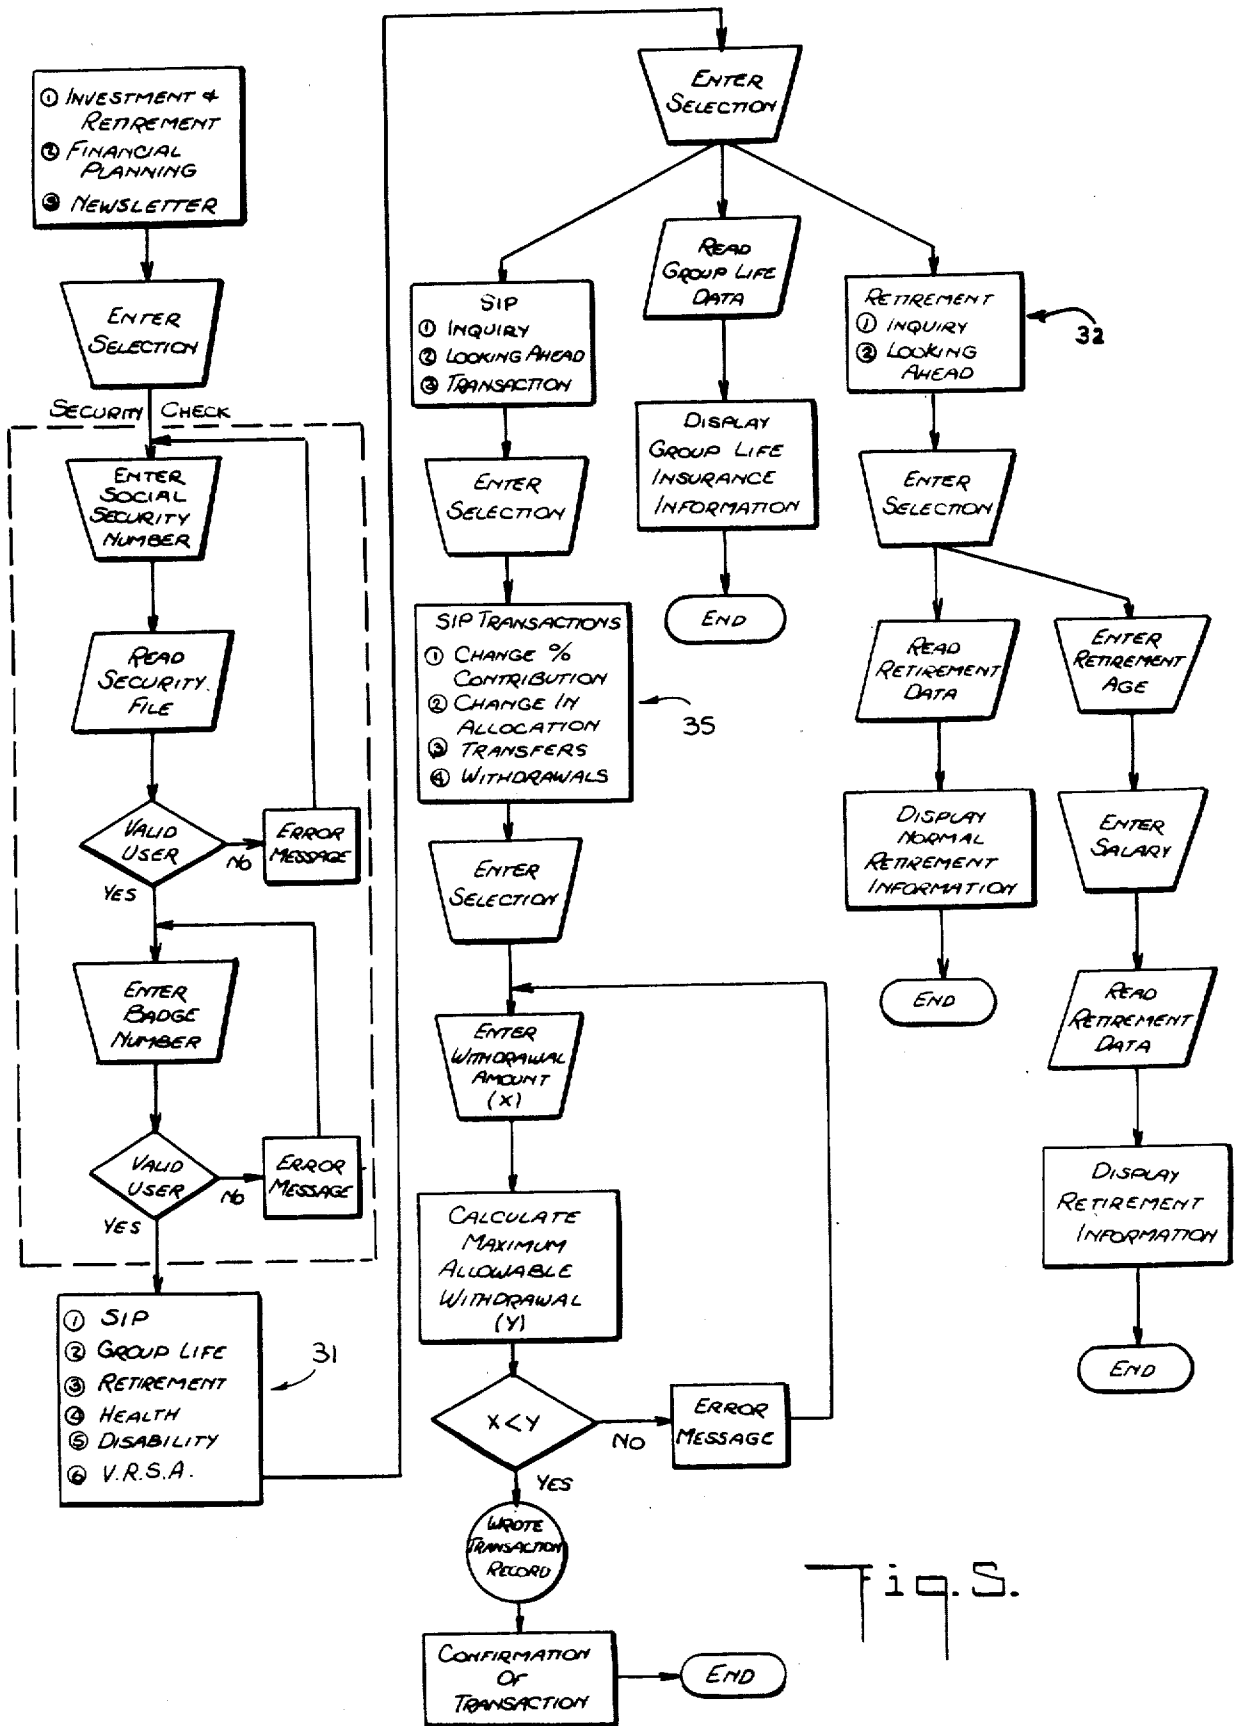 ① INVESTMENT &
RETIREMENT
② FINANCIAL
PLANNING
③ NEWSLETTER
ENTER
SELECTION
SECURITY CHECK
ENTER
SOCIAL
SECURITY
NUMBER
READ
SECURITY
FILE
VALID
USER
NO
ERROR
MESSAGE
YES
ENTER
BADGE
NUMBER
VALID
USER
NO
ERROR
MESSAGE
YES
① SIP
② GROUP LIFE
③ RETIREMENT
④ HEALTH
⑤ DISABILITY
⑥ V.R.S.A.
31
ENTER
SELECTION
SIP
① INQUIRY
② LOOKING AHEAD
③ TRANSACTION
ENTER
SELECTION
SIP TRANSACTIONS
① CHANGE %
CONTRIBUTION
② CHANGE IN
ALLOCATION
③ TRANSFERS
④ WITHDRAWALS
35
ENTER
SELECTION
ENTER
WITHDRAWAL
AMOUNT
(X)
CALCULATE
MAXIMUM
ALLOWABLE
WITHDRAWAL
(Y)
X<Y
NO
ERROR
MESSAGE
YES
WROTE
TRANSACTION
RECORD
CONFIRMATION
OF
TRANSACTION
END
READ
GROUP LIFE
DATA
DISPLAY
GROUP LIFE
INSURANCE
INFORMATION
END
RETIREMENT
① INQUIRY
② LOOKING
AHEAD
32
ENTER
SELECTION
READ
RETIREMENT
DATA
DISPLAY
NORMAL
RETIREMENT
INFORMATION
END
ENTER
RETIREMENT
AGE
ENTER
SALARY
READ
RETIREMENT
DATA
DISPLAY
RETIREMENT
INFORMATION
END
Fig. 5.